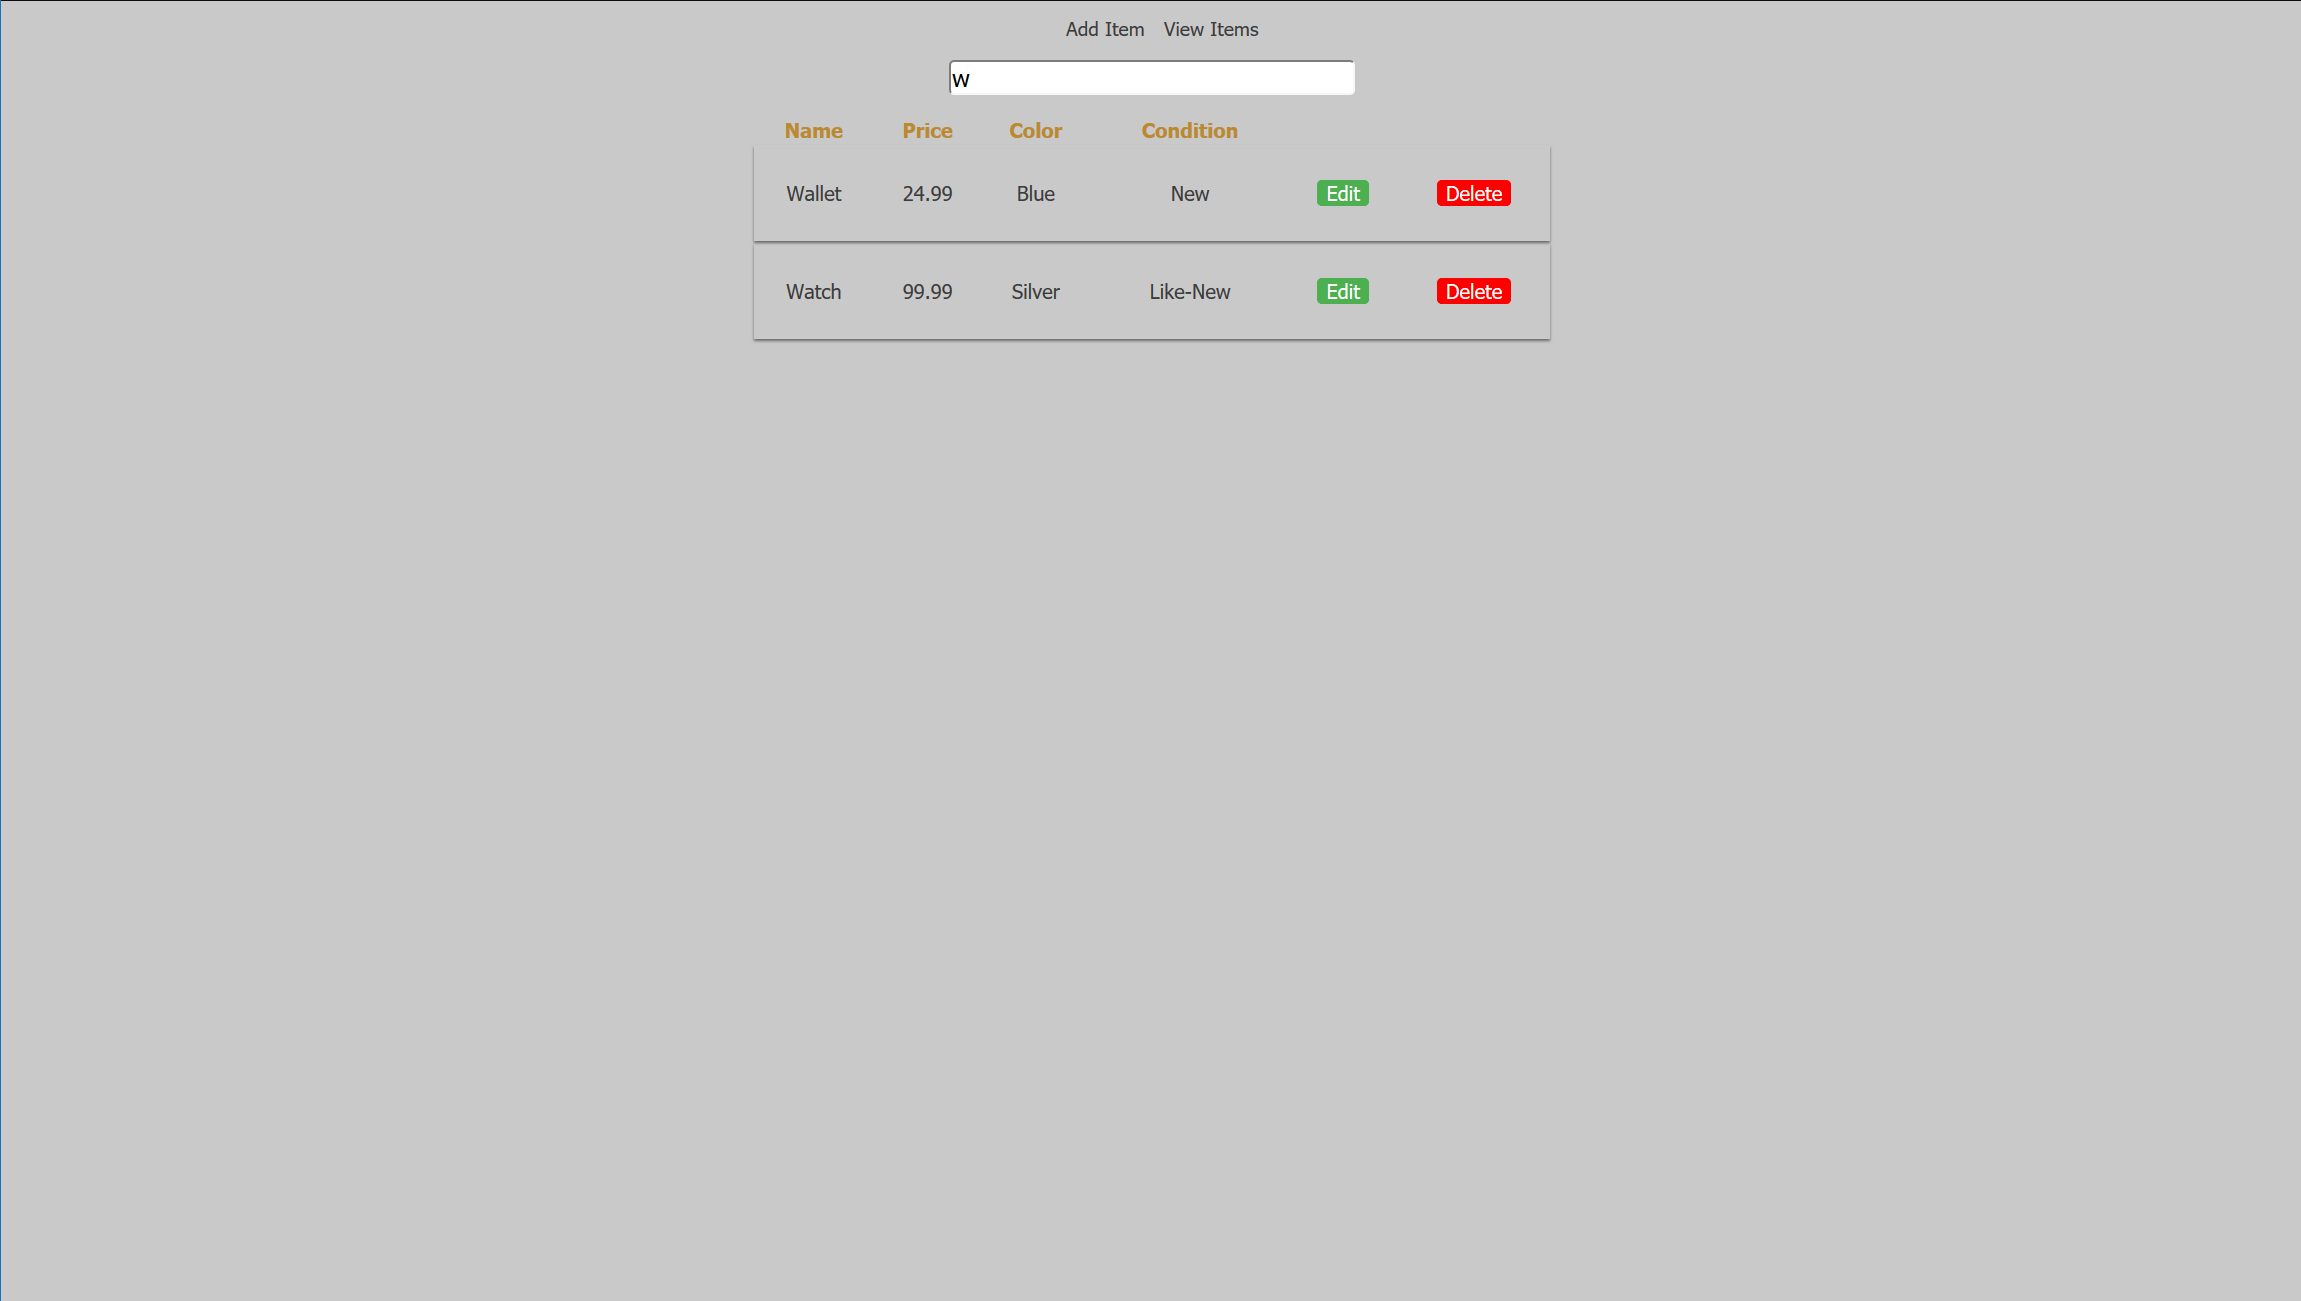 Add Item View Items
w
Name Price Color Condition
Wallet 24.99 Blue New Edit Delete
Watch 99.99 Silver Like-New Edit Delete